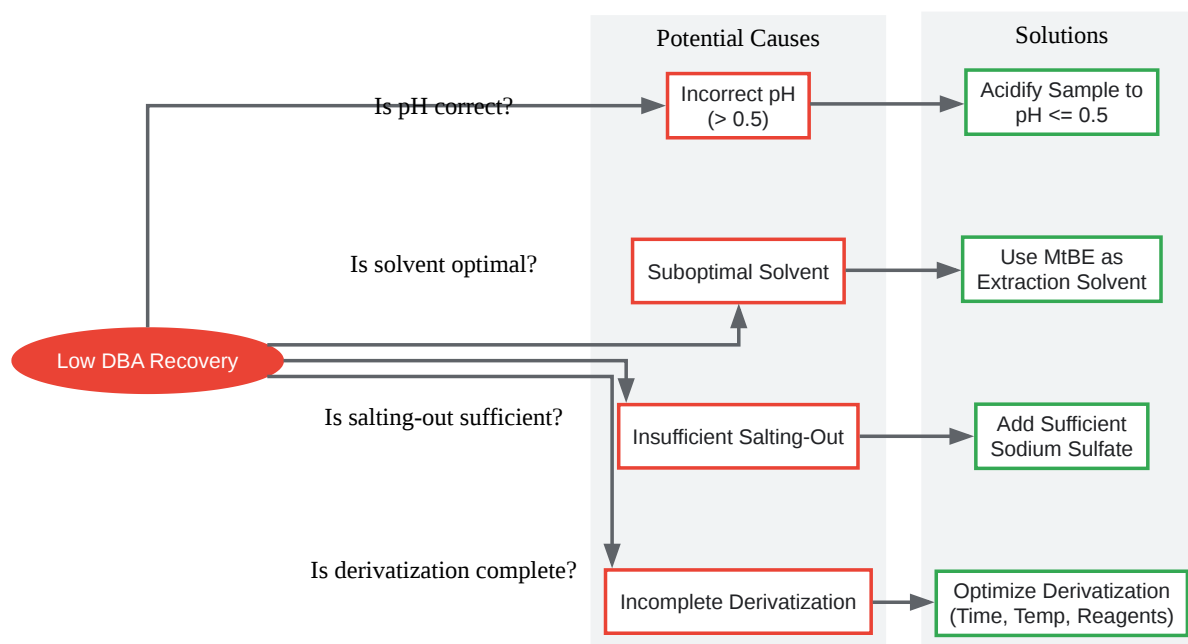 Potential Causes
Solutions
Is pH correct?
Incorrect pH
(> 0.5)
Acidify Sample to
pH <= 0.5
Is solvent optimal?
Suboptimal Solvent
Use MtBE as
Extraction Solvent
Low DBA Recovery
Is salting-out sufficient?
Insufficient Salting-Out
Add Sufficient
Sodium Sulfate
Is derivatization complete?
Incomplete Derivatization
Optimize Derivatization
(Time, Temp, Reagents)